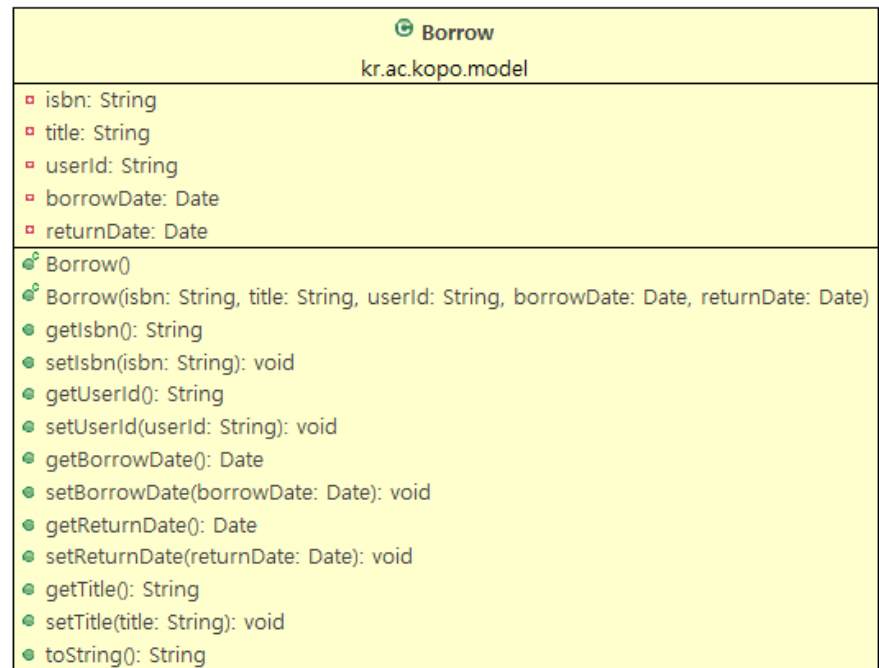 Borrow
kr.ac.kopo.model
isbn: String
title: String
userId: String
borrowDate: Date
returnDate: Date
Borrow()
Borrow(isbn: String, title: String, userId: String, borrowDate: Date, returnDate: Date)
getIsbn(): String
setIsbn(isbn: String): void
getUserId(): String
setUserId(userId: String): void
getBorrowDate(): Date
setBorrowDate(borrowDate: Date): void
getReturnDate(): Date
setReturnDate(returnDate: Date): void
getTitle(): String
setTitle(title: String): void
toString(): String